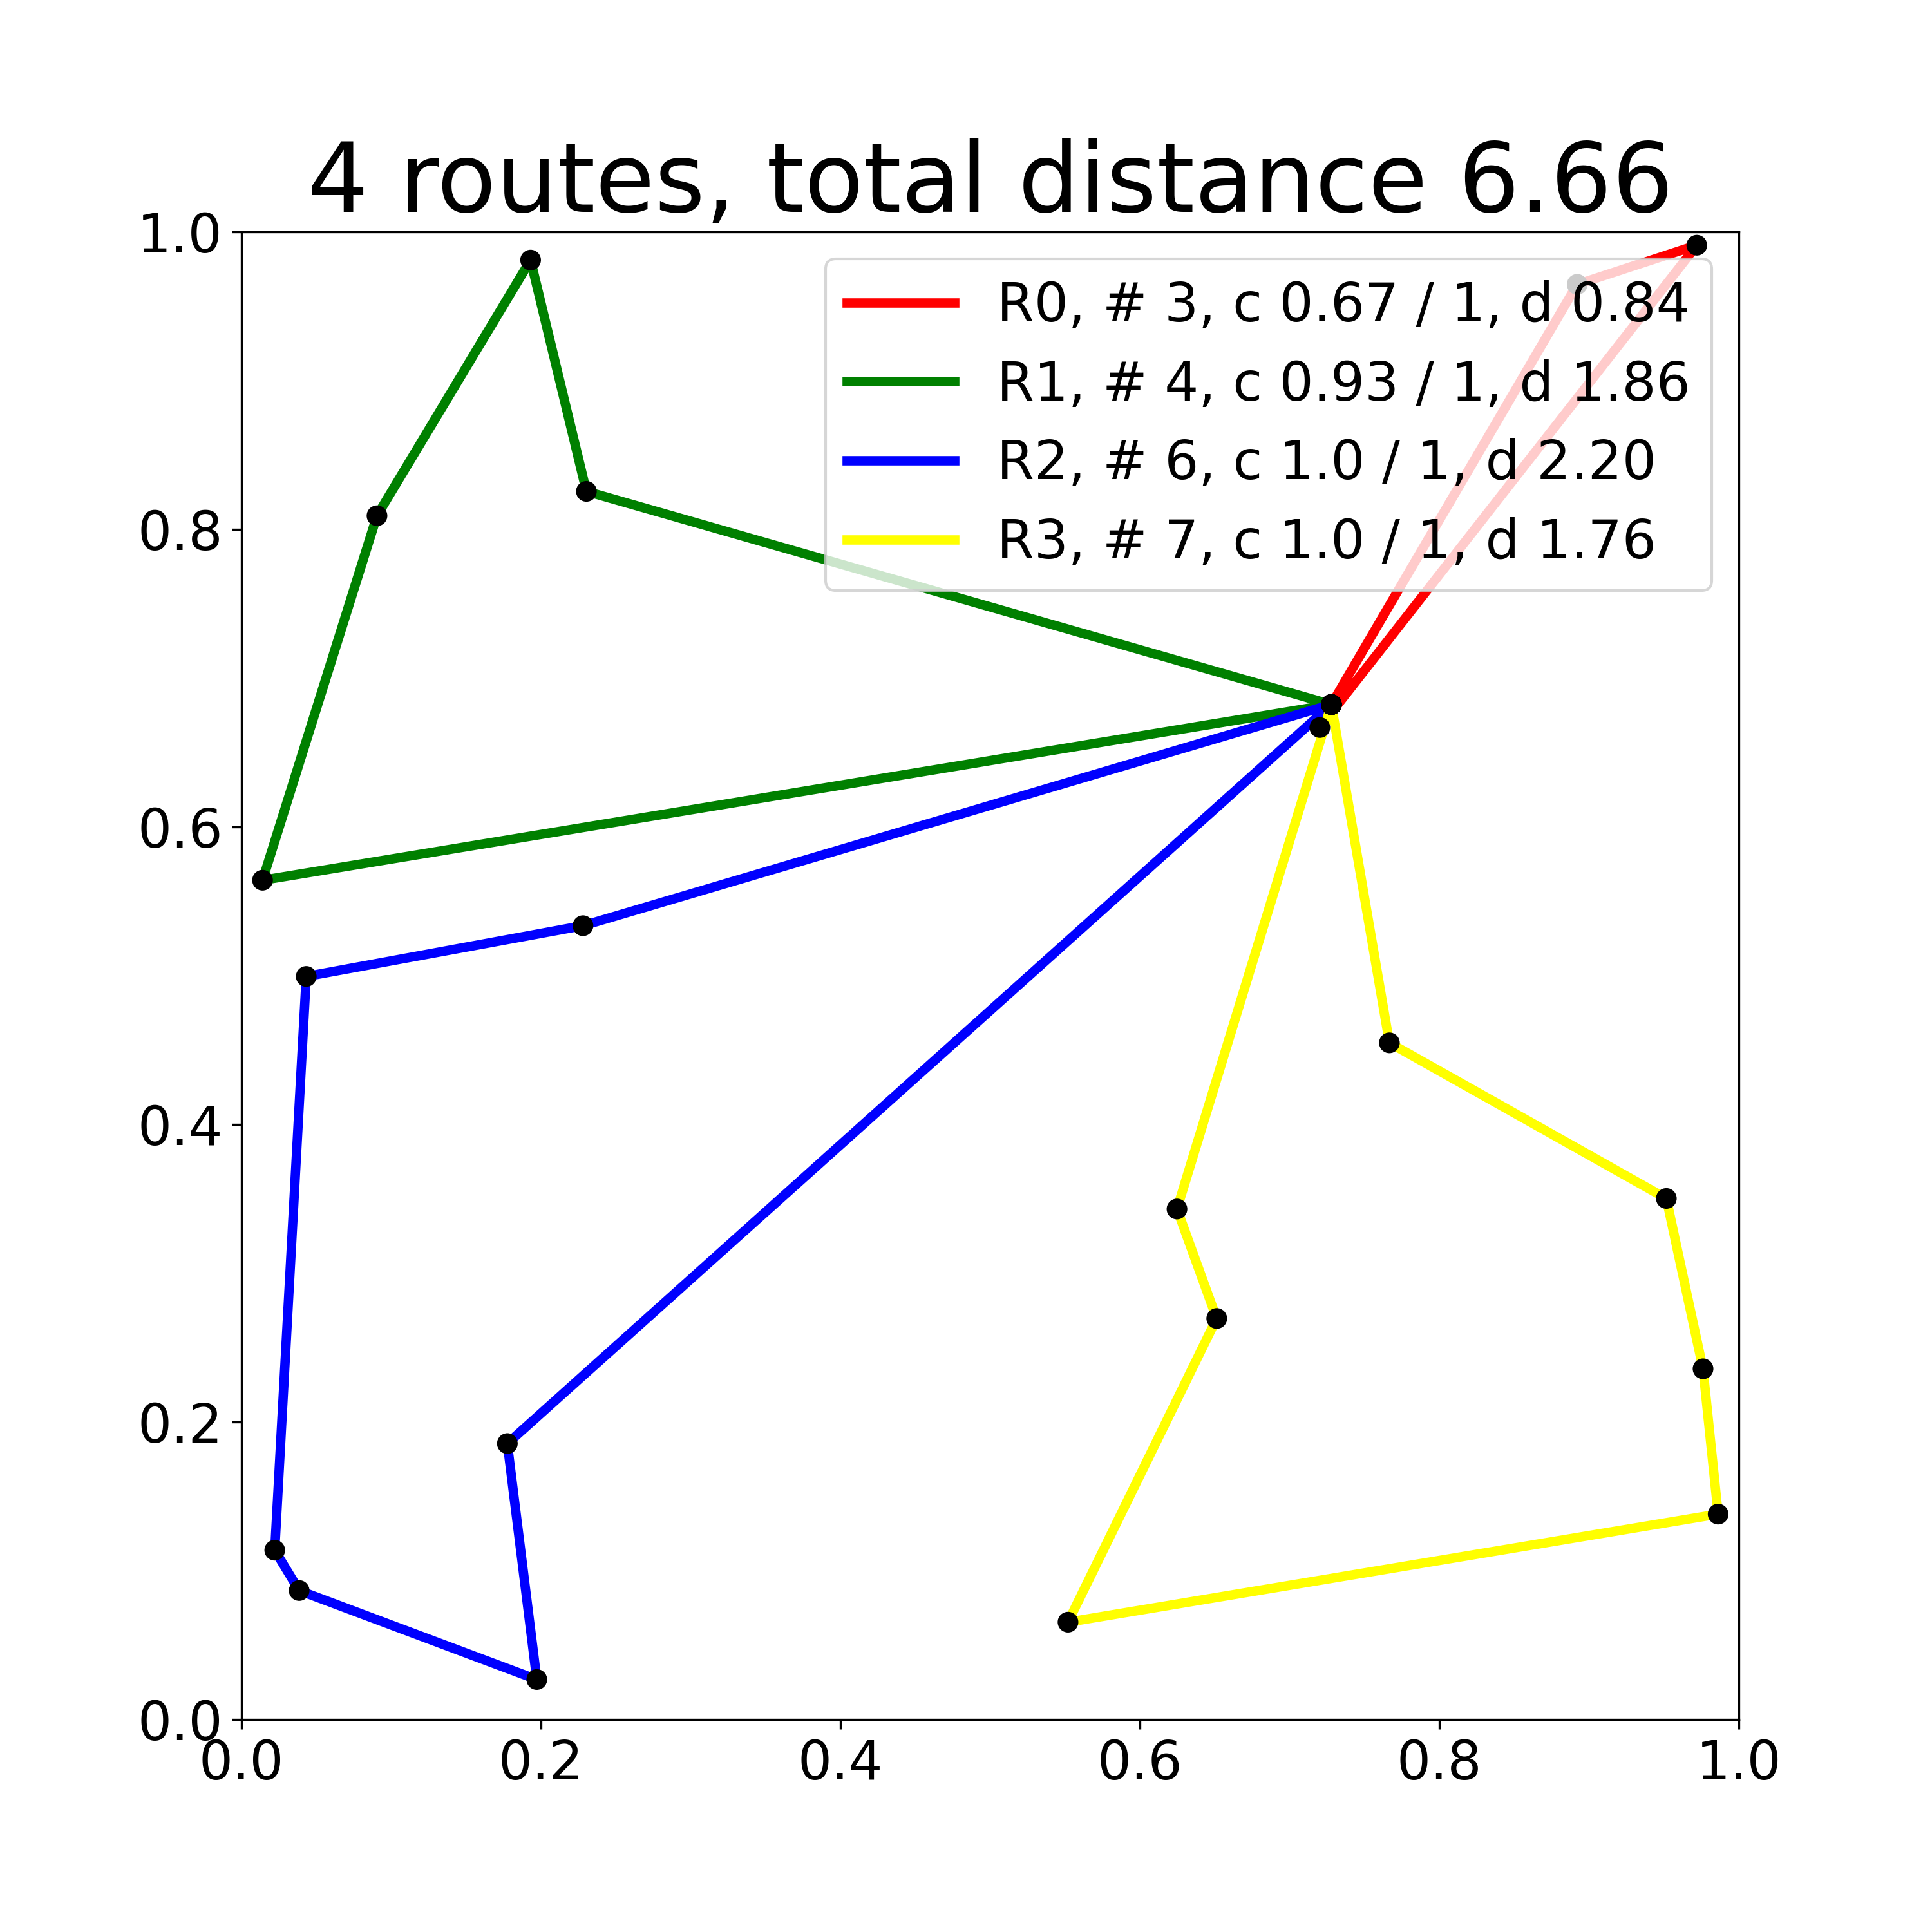 4 routes, total distance 6.66
R0, # 3, c 0.67 / 1, d 0.84
R1, # 4, c 0.93 / 1, d 1.86
R2, # 6, c 1.0 / 1, d 2.20
R3, # 7, c 1.0 / 1, d 1.76
1.0
0.8
0.6
0.4
0.2
0.0
0.0 0.2 0.4 0.6 0.8 1.0